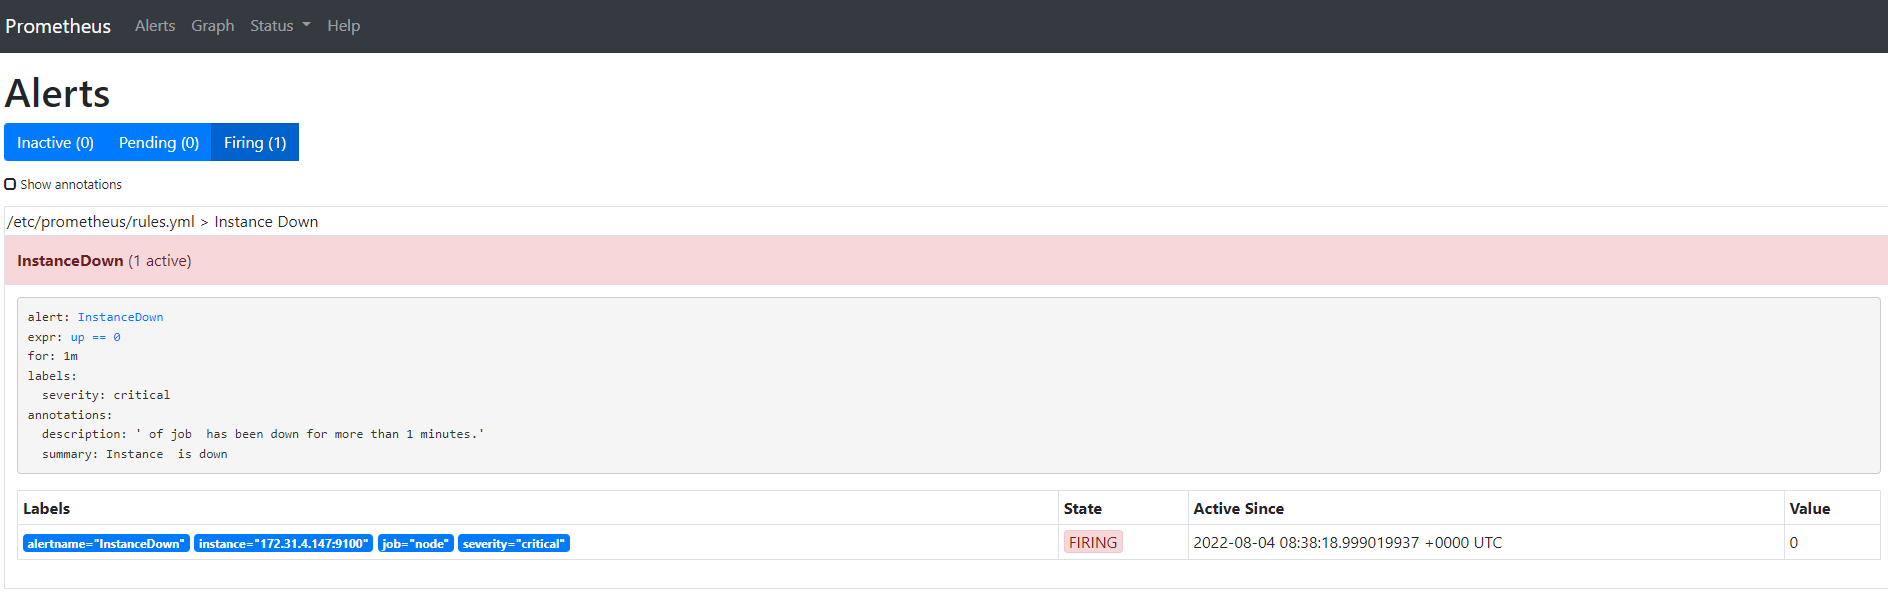 Prometheus Alerts Graph Status Help
Alerts
Inactive (0) Pending (0) Firing (1)
Show annotations
/etc/prometheus/rules.yml > Instance Down
InstanceDown (1 active)
alert: InstanceDown
expr: up == 0
for: 1m
labels:
  severity: critical
annotations:
  description: ' of job  has been down for more than 1 minutes.'
  summary: Instance  is down
Labels State Active Since Value
alertname="InstanceDown" instance="172.31.4.147:9100" job="node" severity="critical" FIRING 2022-08-04 08:38:18.999019937 +0000 UTC 0